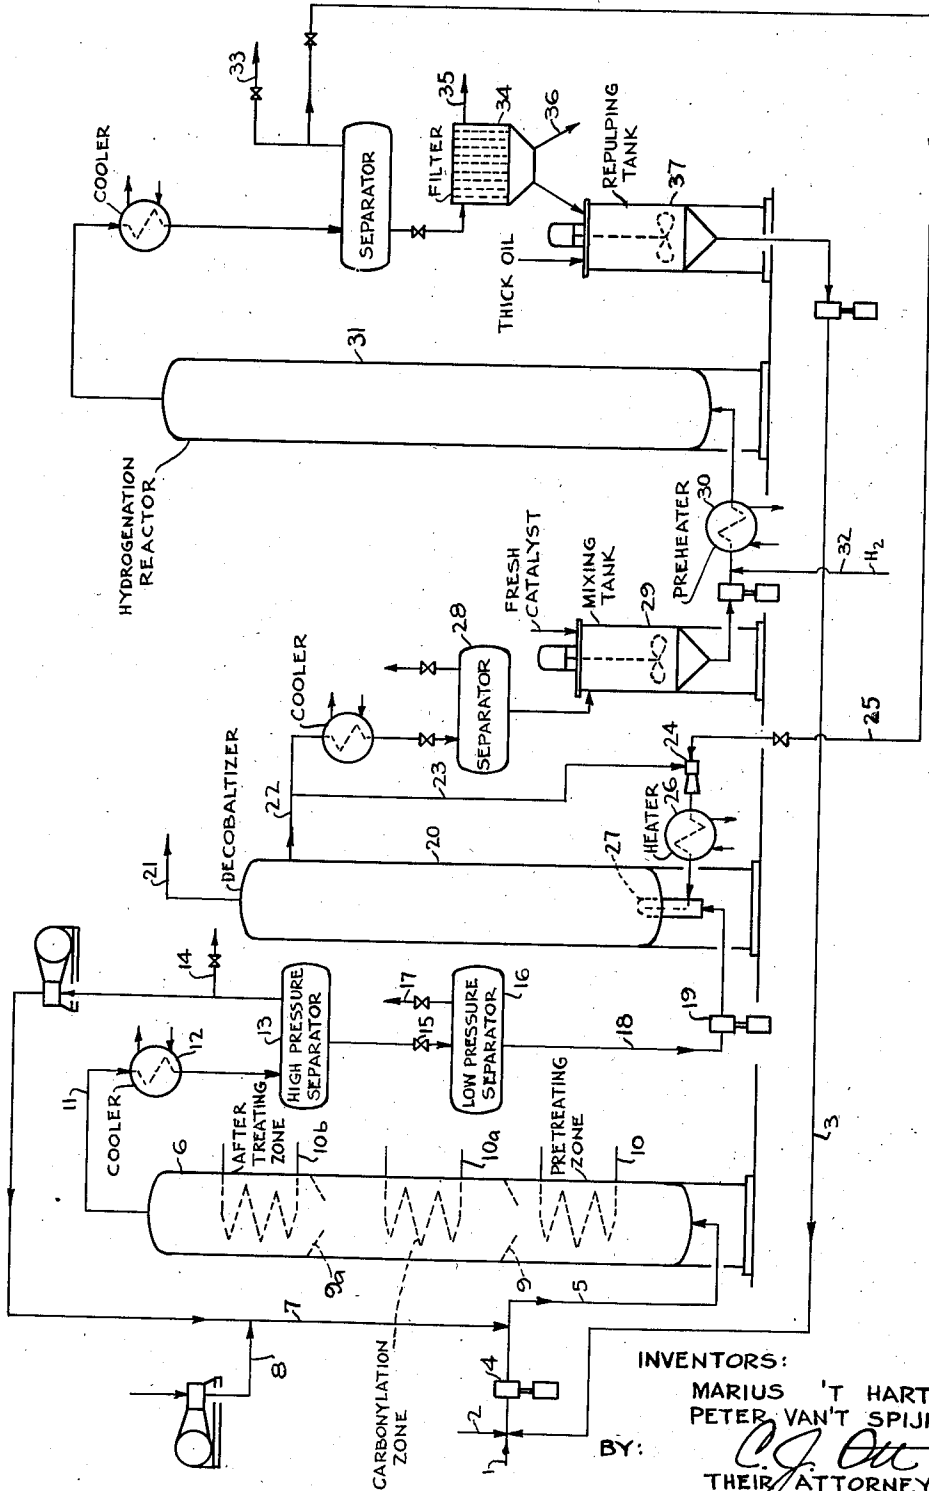 33
COOLER
SEPARATOR
35
34
FILTER
36
REPULPING
TANK
37
THICK OIL
31
HYDROGENATION
REACTOR
PREHEATER
30
32
H2
FRESH
CATALYST
MIXING
TANK
29
28
SEPARATOR
COOLER
22
23
24
25
HEATER
26
27
DECOBALTIZER
20
21
14
HIGH PRESSURE
SEPARATOR
13
12
COOLER
11
15
17
LOW PRESSURE
SEPARATOR
16
18
19
6
AFTER
TREATING
ZONE
10b
10a
PRETREATING
ZONE
10
9a
9
5
3
7
8
CARBONYLATION
ZONE
4
2
1
INVENTORS:
MARIUS 'T HART
PETER VAN'T
BY:
C.J. Ott
THEIR ATTORNEY